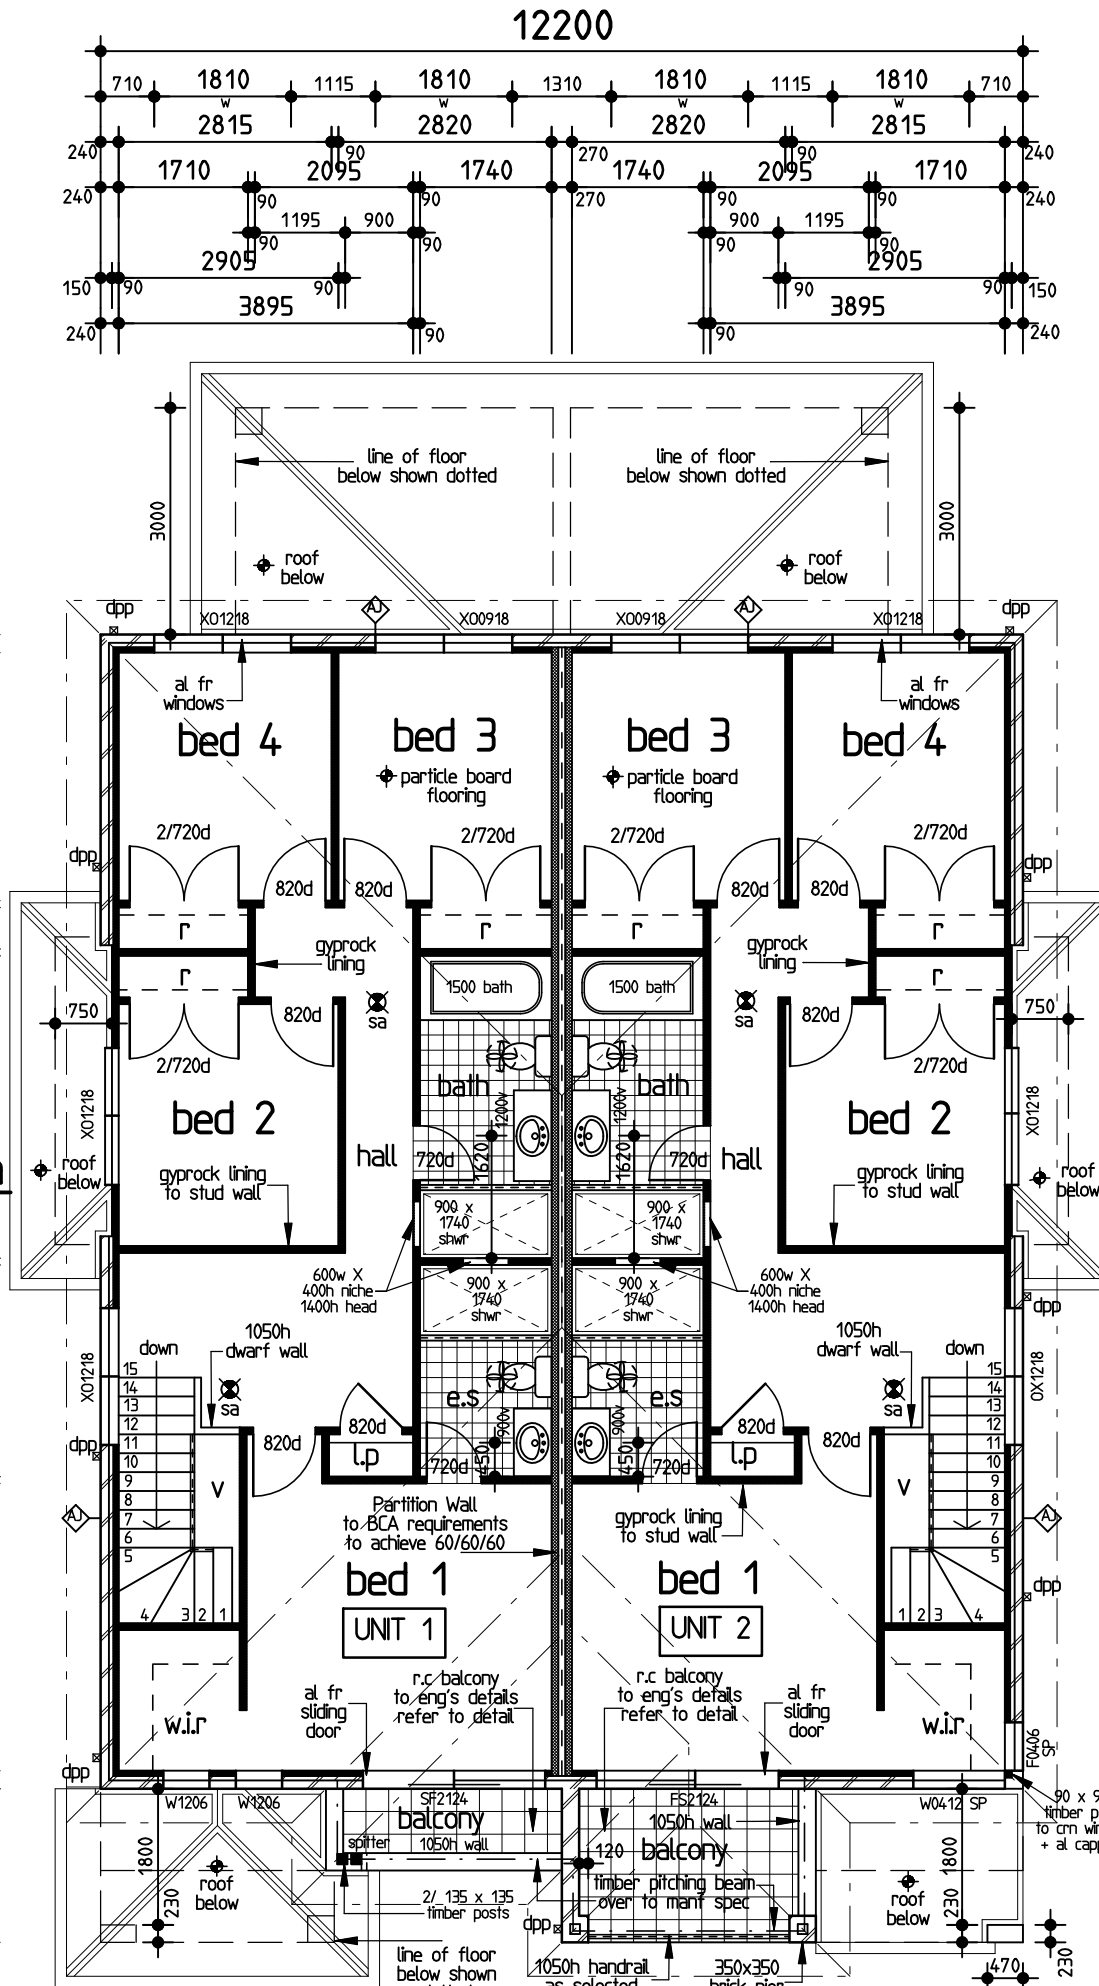 12200
710 1810 1115 1810 1310 1810 1115 1810 710
w w w w
2815 2820 2820 2815
240 90 270 90 240
1710 2095 1740 1740 2095 1710
240 90 90 270 90 90 240
1195 900 900 1195
90 90 90 90
2905 2905
150 90 90 90 90 150
3895 3895
240 90 90 240
line of floor
below shown dotted
line of floor
below shown dotted
3000
3000
roof
below
roof
below
dpp X01218 AJ X00918 X00918 AJ X01218 dpp
al fr
windows
al fr
windows
bed 4 bed 3 bed 3 bed 4
particle board
flooring
particle board
flooring
2/720d 2/720d 2/720d 2/720d
dpp dpp
820d 820d 820d 820d
r r r r
gyprock
lining
gyprock
lining
r r
1500 bath 1500 bath
750 820d sa sa 820d 750
2/720d 2/720d
bath bath
X01218 1200v 1200v X01218
bed 2 bed 2
hall 720d 1620 1620 720d hall
roof
below
roof
below
gyprock lining
to stud wall
gyprock lining
to stud wall
900 x
1740
shwr
900 x
1740
shwr
600w X
400h niche
1400h head
600w X
400h niche
1400h head
900 x
1740
shwr
900 x
1740
shwr
dpp
1050h
dwarf wall
1050h
dwarf wall
down down
X01218 OX1218
sa sa
e.s e.s
15 15
14 14
13 13
12 12
11 11
10 10
9 9
8 8
7 7
6 6
5 5
4 3 2 1 1 2 3 4
820d 820d 900v 900v 820d 820d
dpp l.p 720d 450 450 720d l.p
v v
AJ AJ
Partition Wall
to BCA requirements
to achieve 60/60/60
gyprock lining
to stud wall
bed 1 bed 1
dpp
UNIT 1 UNIT 2
r.c balcony
to eng's details
refer to detail
r.c balcony
to eng's details
refer to detail
al fr
sliding
door
al fr
sliding
door
w.i.r w.i.r
F0406
SP
dpp
W1206 W1206 SF2124 FS2124 W0412 SP
90 x 9
timber p
to crn wir
+ al capp
balcony
spitter 1050h wall
1050h wall
balcony
120
1800 1800
230 230
roof
below
roof
below
timber pitching beam
over to manf spec
2/ 135 x 135
timber posts
dpp
line of floor
below shown
1050h handrail
as selected
350x350
brick pier
470 230